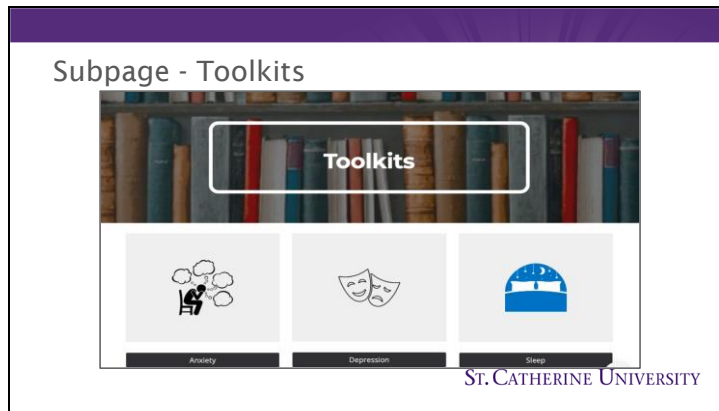 Subpage - Toolkits
Toolkits
Anxiety
Depression
Sleep
ST. CATHERINE UNIVERSITY